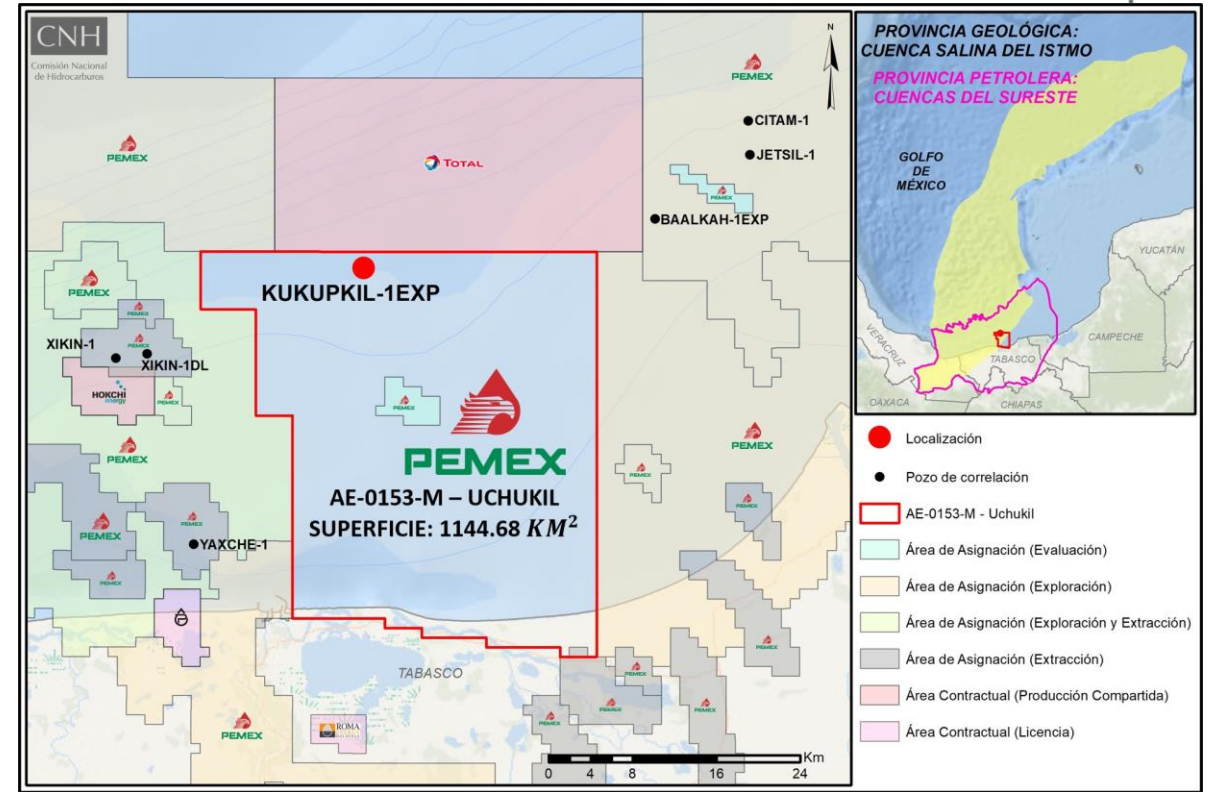 CNH
Comisión Nacional
de Hidrocarburos
PEMEX
PEMEX
TOTAL
N
CITAM-1
JETSIL-1
PEMEX
BAALKAH-1EXP
PEMEX
KUKUPKIL-1EXP
PEMEX
XIKIN-1
PEMEX
XIKIN-1DL
HOKCHI
energy
PEMEX
PEMEX
PEMEX
AE-0153-M – UCHUKIL
SUPERFICIE: 1144.68 KM²
PEMEX
PEMEX
PEMEX
PEMEX
PEMEX
PEMEX
YAXCHE-1
PEMEX
PEMEX
TABASCO
PEMEX
PEMEX
PEMEX
PEMEX
PEMEX
ROMA
Km
0 4 8 16 24
PROVINCIA GEOLÓGICA:
CUENCA SALINA DEL ISTMO
PROVINCIA PETROLERA:
CUENCAS DEL SURESTE
GOLFO
DE
MÉXICO
YUCATÁN
CAMPECHE
VERACRUZ
TABASCO
OAXACA
CHIAPAS
Localización
Pozo de correlación
AE-0153-M - Uchukil
Área de Asignación (Evaluación)
Área de Asignación (Exploración)
Área de Asignación (Exploración y Extracción)
Área de Asignación (Extracción)
Área Contractual (Producción Compartida)
Área Contractual (Licencia)